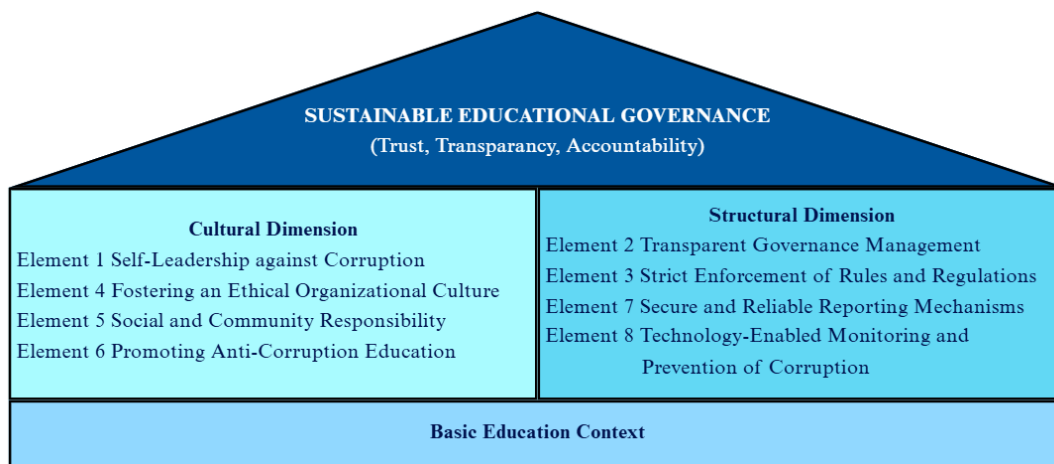 SUSTAINABLE EDUCATIONAL GOVERNANCE
(Trust, Transparancy, Accountability)
Cultural Dimension
Element 1 Self-Leadership against Corruption
Element 4 Fostering an Ethical Organizational Culture
Element 5 Social and Community Responsibility
Element 6 Promoting Anti-Corruption Education
Structural Dimension
Element 2 Transparent Governance Management
Element 3 Strict Enforcement of Rules and Regulations
Element 7 Secure and Reliable Reporting Mechanisms
Element 8 Technology-Enabled Monitoring and
Prevention of Corruption
Basic Education Context